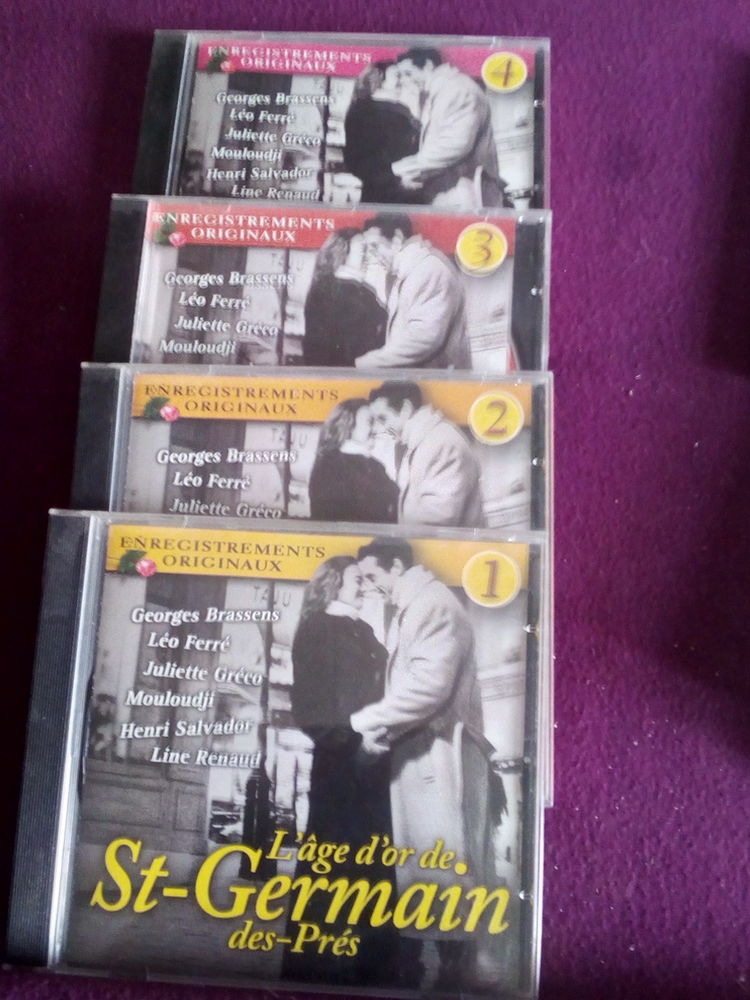 ENREGISTREMENTS
ORIGINAUX
4
Georges Brassens
Léo Ferré
Juliette Gréco
Mouloudji
Henri Salvador
Line Renaud
ENREGISTREMENTS
ORIGINAUX
3
Georges Brassens
Léo Ferré
Juliette Gréco
Mouloudji
ENREGISTREMENTS
ORIGINAUX
2
Georges Brassens
Léo Ferré
Juliette Gréco
ENREGISTREMENTS
ORIGINAUX
1
Georges Brassens
Léo Ferré
Juliette Gréco
Mouloudji
Henri Salvador
Line Renaud
L'âge d'or de
St-Germain
des-Prés